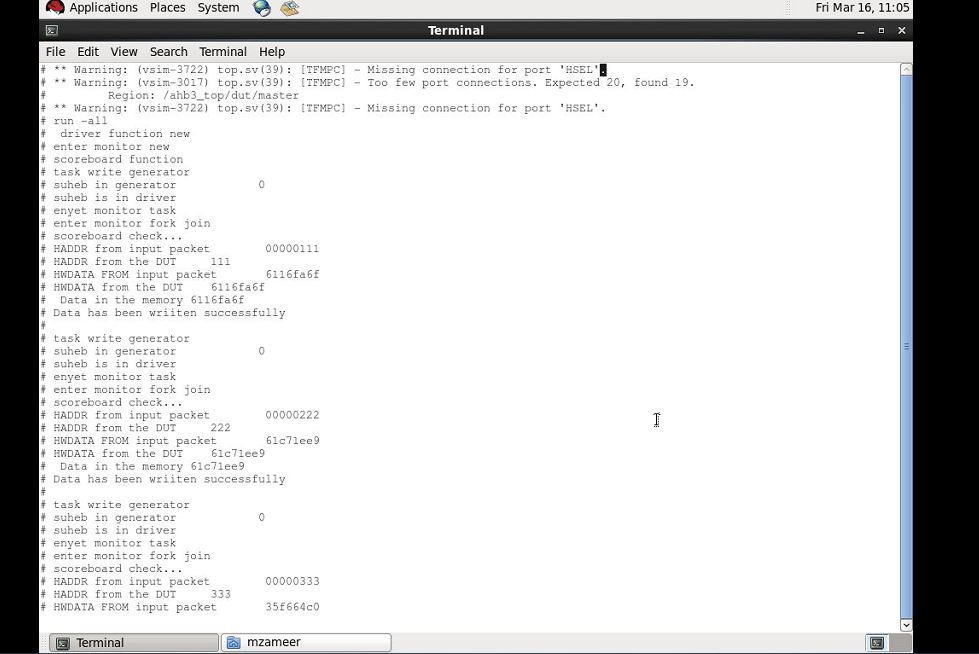 Applications Places System Fri Mar 16, 11:05
Terminal
File Edit View Search Terminal Help
# ** Warning: (vsim-3722) top.sv(39): [TFMPC] - Missing connection for port 'HSEL'.
# ** Warning: (vsim-3017) top.sv(39): [TFMPC] - Too few port connections. Expected 20, found 19.
# Region: /ahb3_top/dut/master
# ** Warning: (vsim-3722) top.sv(39): [TFMPC] - Missing connection for port 'HSEL'.
# run -all
# driver function new
# enter monitor new
# scoreboard function
# task write generator
# suheb in generator 0
# suheb is in driver
# enyet monitor task
# enter monitor fork join
# scoreboard check...
# HADDR from input packet 00000111
# HADDR from the DUT 111
# HWDATA FROM input packet 6116fa6f
# HWDATA from the DUT 6116fa6f
# Data in the memory 6116fa6f
# Data has been wriiten successfully
#
# task write generator
# suheb in generator 0
# suheb is in driver
# enyet monitor task
# enter monitor fork join
# scoreboard check...
# HADDR from input packet 00000222
# HADDR from the DUT 222
# HWDATA FROM input packet 61c71ee9
# HWDATA from the DUT 61c71ee9
# Data in the memory 61c71ee9
# Data has been wriiten successfully
#
# task write generator
# suheb in generator 0
# suheb is in driver
# enyet monitor task
# enter monitor fork join
# scoreboard check...
# HADDR from input packet 00000333
# HADDR from the DUT 333
# HWDATA FROM input packet 35f664c0
Terminal mzameer